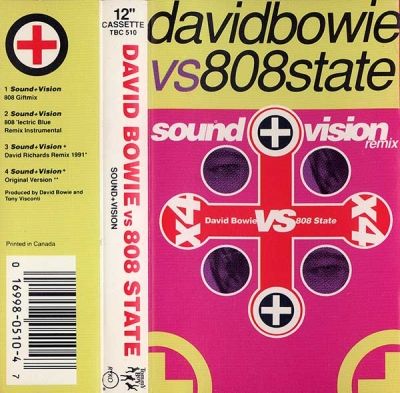 1 Sound+Vision
808 Giftmix
2 Sound+Vision
808 'lectric Blue
Remix Instrumental
3 Sound+Vision *
David Richards Remix 1991*
4 Sound+Vision *
Original Version **
Produced by David Bowie and
Tony Visconti
Printed in Canada
0 16998-0510-4 7
12"
CASSETTE
TBC 510
DAVID BOWIE vs 808 STATE
SOUND+VISION
RYKO
TOMMY BOY
davidbowie
vs808state
sound + vision
remix
x4
David Bowie VS 808 State
x4